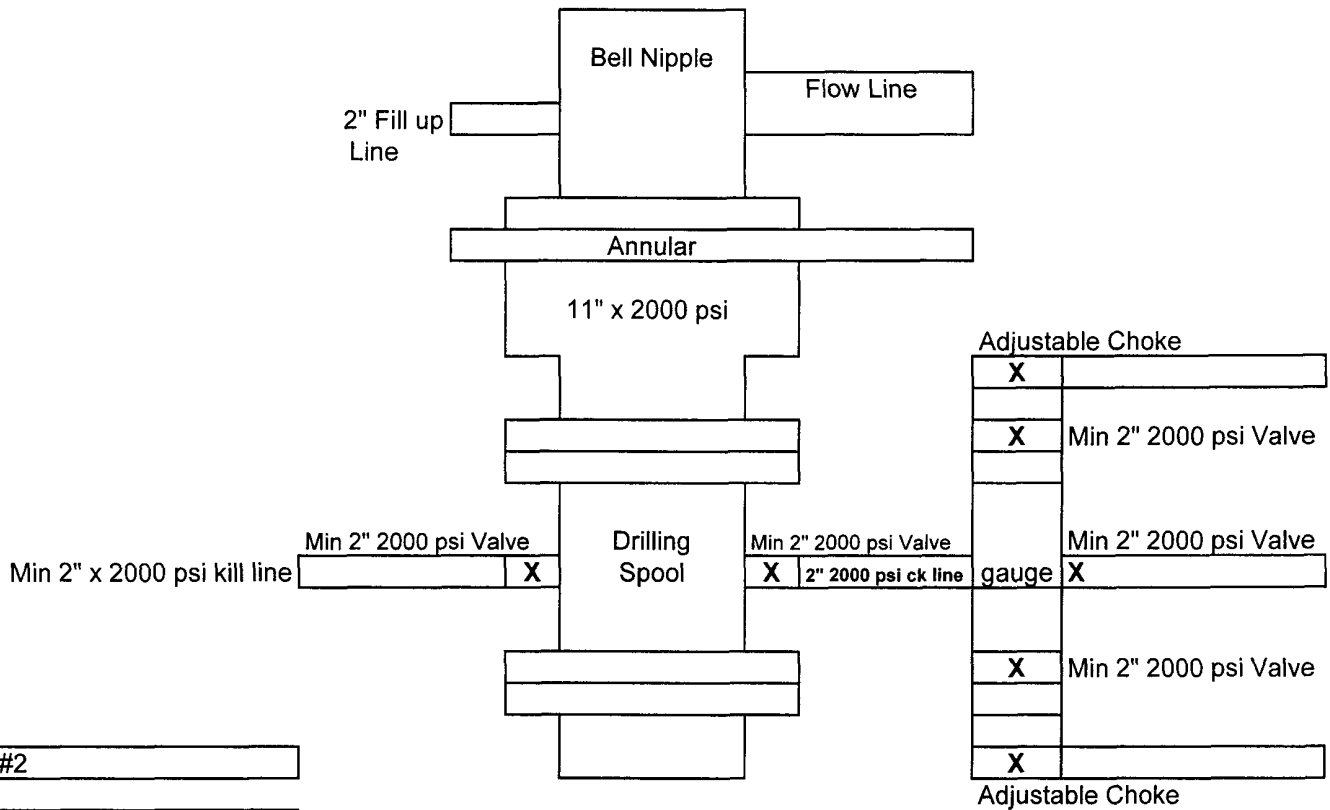 Bell Nipple
Flow Line
2" Fill up
Line
Annular
11" x 2000 psi
Adjustable Choke
X
X Min 2" 2000 psi Valve
Min 2" 2000 psi Valve
Drilling
Spool
Min 2" 2000 psi Valve
Min 2" 2000 psi Valve
Min 2" x 2000 psi kill line
X
X
2" 2000 psi ck line
gauge
X
X Min 2" 2000 psi Valve
#2
X
Adjustable Choke